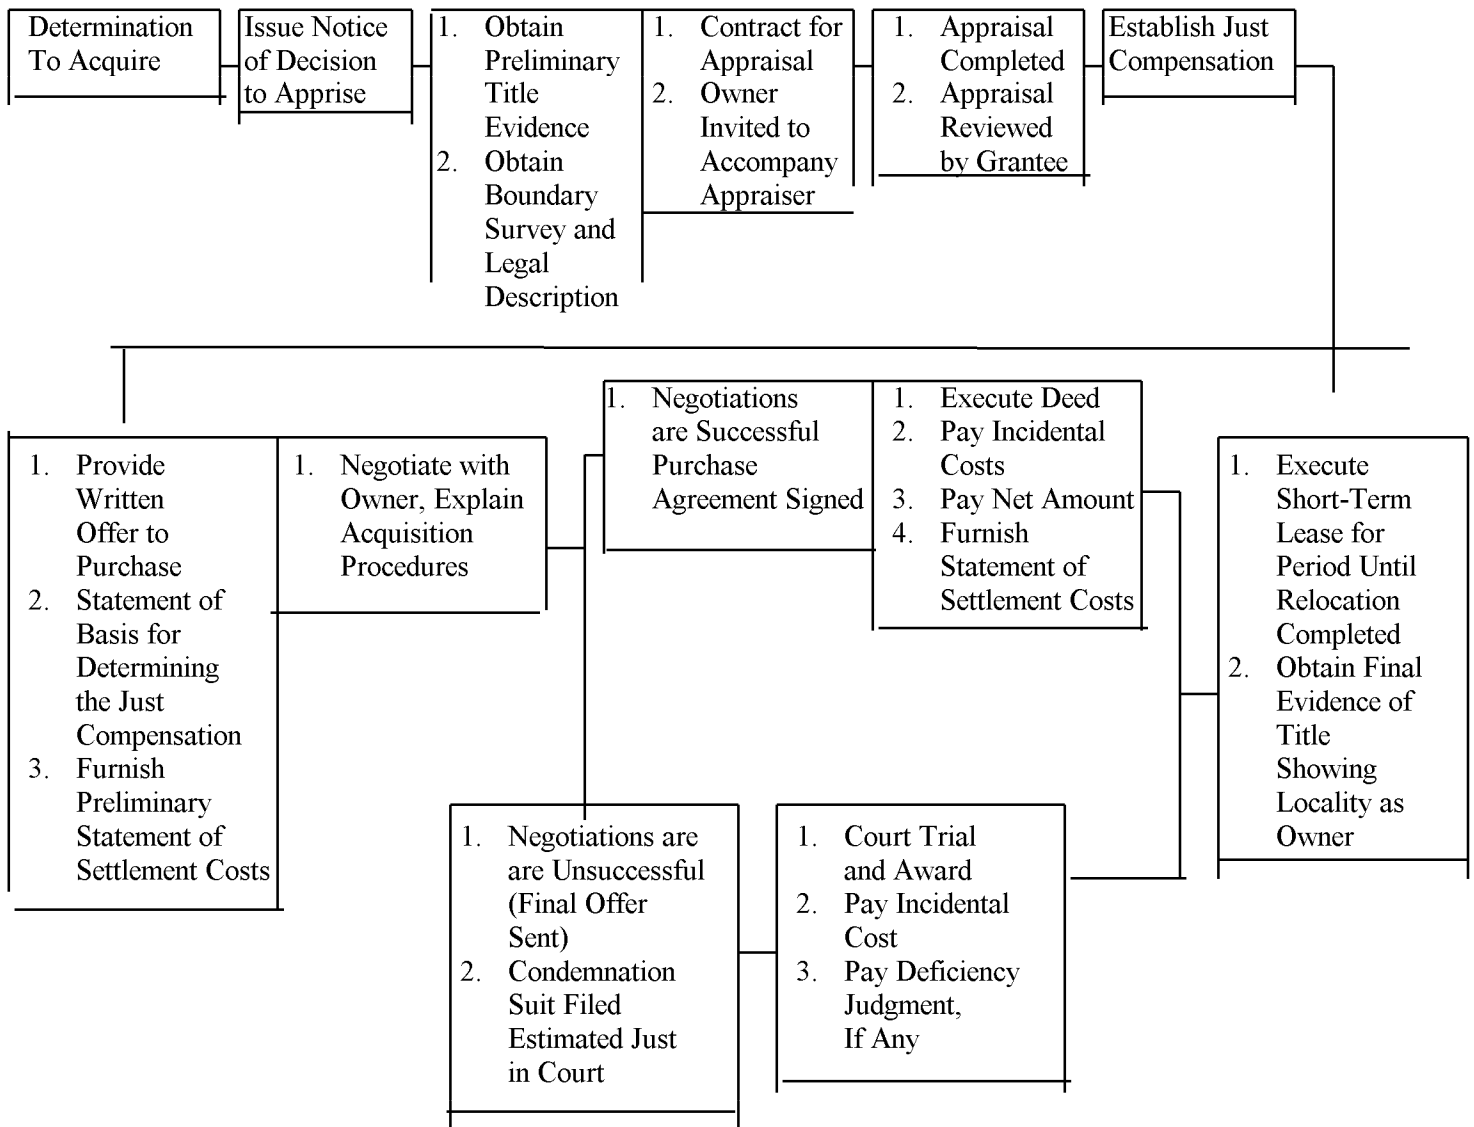 Determination
To Acquire
Issue Notice
of Decision
to Apprise
1. Obtain
Preliminary
Title
Evidence
2. Obtain
Boundary
Survey and
Legal
Description
1. Contract for
Appraisal
2. Owner
Invited to
Accompany
Appraiser
1. Appraisal
Completed
2. Appraisal
Reviewed
by Grantee
Establish Just
Compensation
1. Provide
Written
Offer to
Purchase
2. Statement of
Basis for
Determining
the Just
Compensation
3. Furnish
Preliminary
Statement of
Settlement Costs
1. Negotiate with
Owner, Explain
Acquisition
Procedures
1. Negotiations
are Successful
Purchase
Agreement Signed
1. Execute Deed
2. Pay Incidental
Costs
3. Pay Net Amount
4. Furnish
Statement of
Settlement Costs
1. Negotiations are
are Unsuccessful
(Final Offer
Sent)
2. Condemnation
Suit Filed
Estimated Just
in Court
1. Court Trial
and Award
2. Pay Incidental
Cost
3. Pay Deficiency
Judgment,
If Any
1. Execute
Short-Term
Lease for
Period Until
Relocation
Completed
2. Obtain Final
Evidence of
Title
Showing
Locality as
Owner